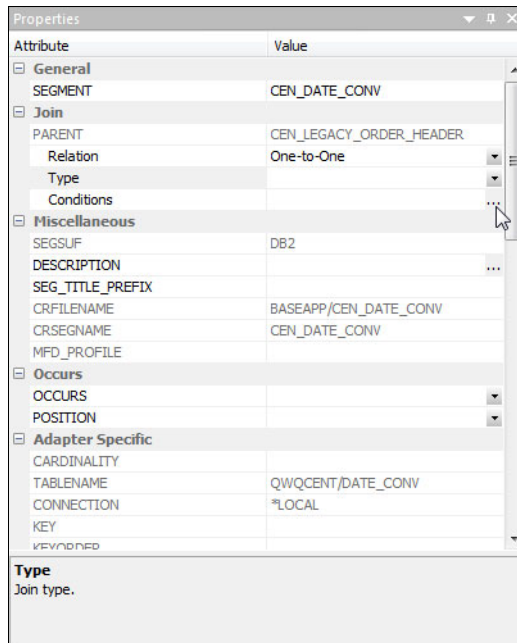 Properties
Attribute Value
General
SEGMENT CEN_DATE_CONV
Join
PARENT CEN_LEGACY_ORDER_HEADER
Relation One-to-One
Type
Conditions ...
Miscellaneous
SEGSUF DB2
DESCRIPTION ...
SEG_TITLE_PREFIX
CRFILENAME BASEAPP/CEN_DATE_CONV
CRSEGNAME CEN_DATE_CONV
MFD_PROFILE
Occurs
OCCURS
POSITION
Adapter Specific
CARDINALITY
TABLENAME QWQCENT/DATE_CONV
CONNECTION *LOCAL
KEY
KEYORDER
Type
Join type.